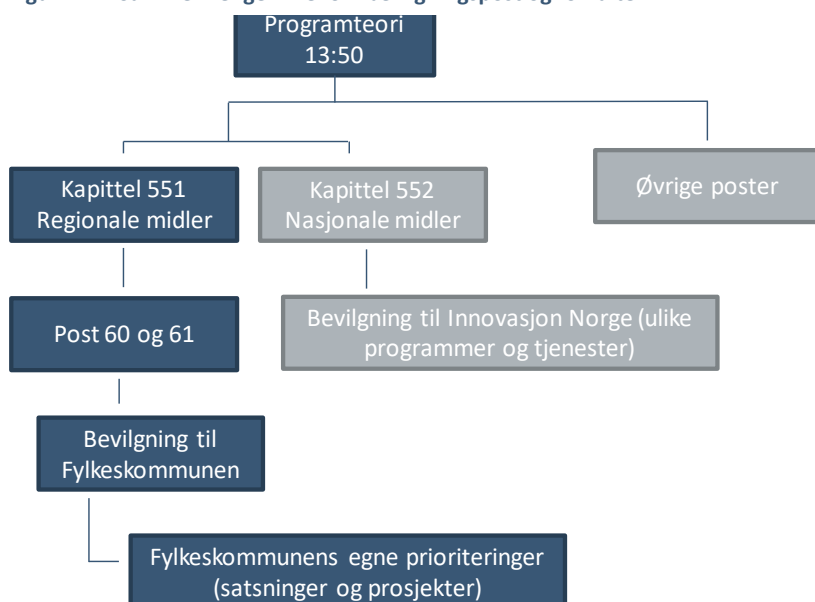 Programteori
13:50
Kapittel 551
Regionale midler
Kapittel 552
Nasjonale midler
Øvrige poster
Post 60 og 61
Bevilgning til Innovasjon Norge (ulike
programmer og tjenester)
Bevilgning til
Fylkeskommunen
Fylkeskommunens egne prioriteringer
(satsninger og prosjekter)